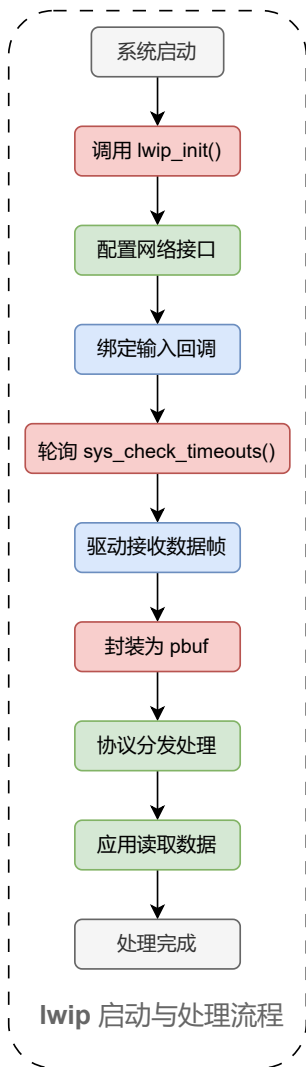 系统启动
调用 lwip_init()
配置网络接口
绑定输入回调
轮询 sys_check_timeouts()
驱动接收数据帧
封装为 pbuf
协议分发处理
应用读取数据
处理完成
lwip 启动与处理流程